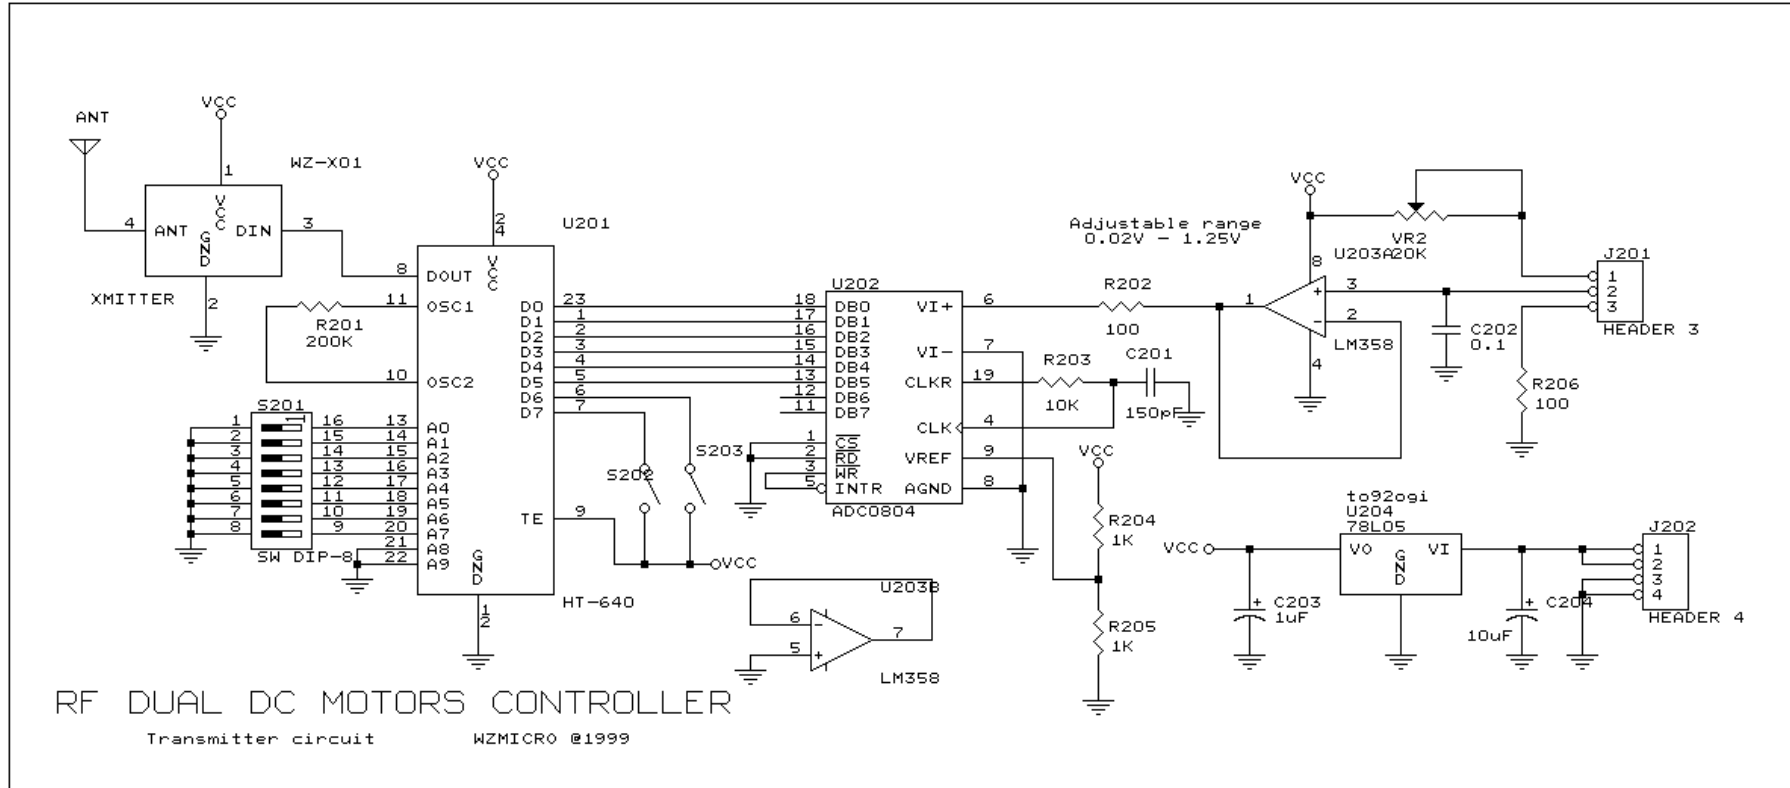 ANT
VCC
1
WZ-X01
4
ANT
VCC
GND
DIN
3
XMITTER
2
VCC
24
U201
8
DOUT
VCC
11
OSC1
R201
200K
10
OSC2
D0 23
D1 1
D2 2
D3 3
D4 4
D5 5
D6 6
D7 7
S201
1
1 16 13 A0
2 15 14 A1
3 14 15 A2
4 13 16 A3
5 12 17 A4
6 11 18 A5
7 10 19 A6
8 9 20 A7
21 A8
22 A9
SW DIP-8
GND
12
TE 9
HT-640
S202
S203
VCC
U202
18 DB0
17 DB1
16 DB2
15 DB3
14 DB4
13 DB5
12 DB6
11 DB7
1 CS
2 RD
3 WR
5 INTR
VI+ 6
VI- 7
CLKR 19
CLK 4
VREF 9
AGND 8
ADC0804
Adjustable range
0.02V - 1.25V
R202
100
R203
10K
C201
150pF
VCC
R204
1K
R205
1K
VCC
8
U203A
VR2
20K
1
+ 3
- 2
LM358
4
C202
0.1
J201
1
2
3
HEADER 3
R206
100
U203B
6 -
5 +
7
LM358
to92ogi
U204
78L05
VCC
VO
GND
VI
C203
1uF
+
C204
10uF
+
J202
1
2
3
4
HEADER 4
RF DUAL DC MOTORS CONTROLLER
Transmitter circuit WZMICRO @1999